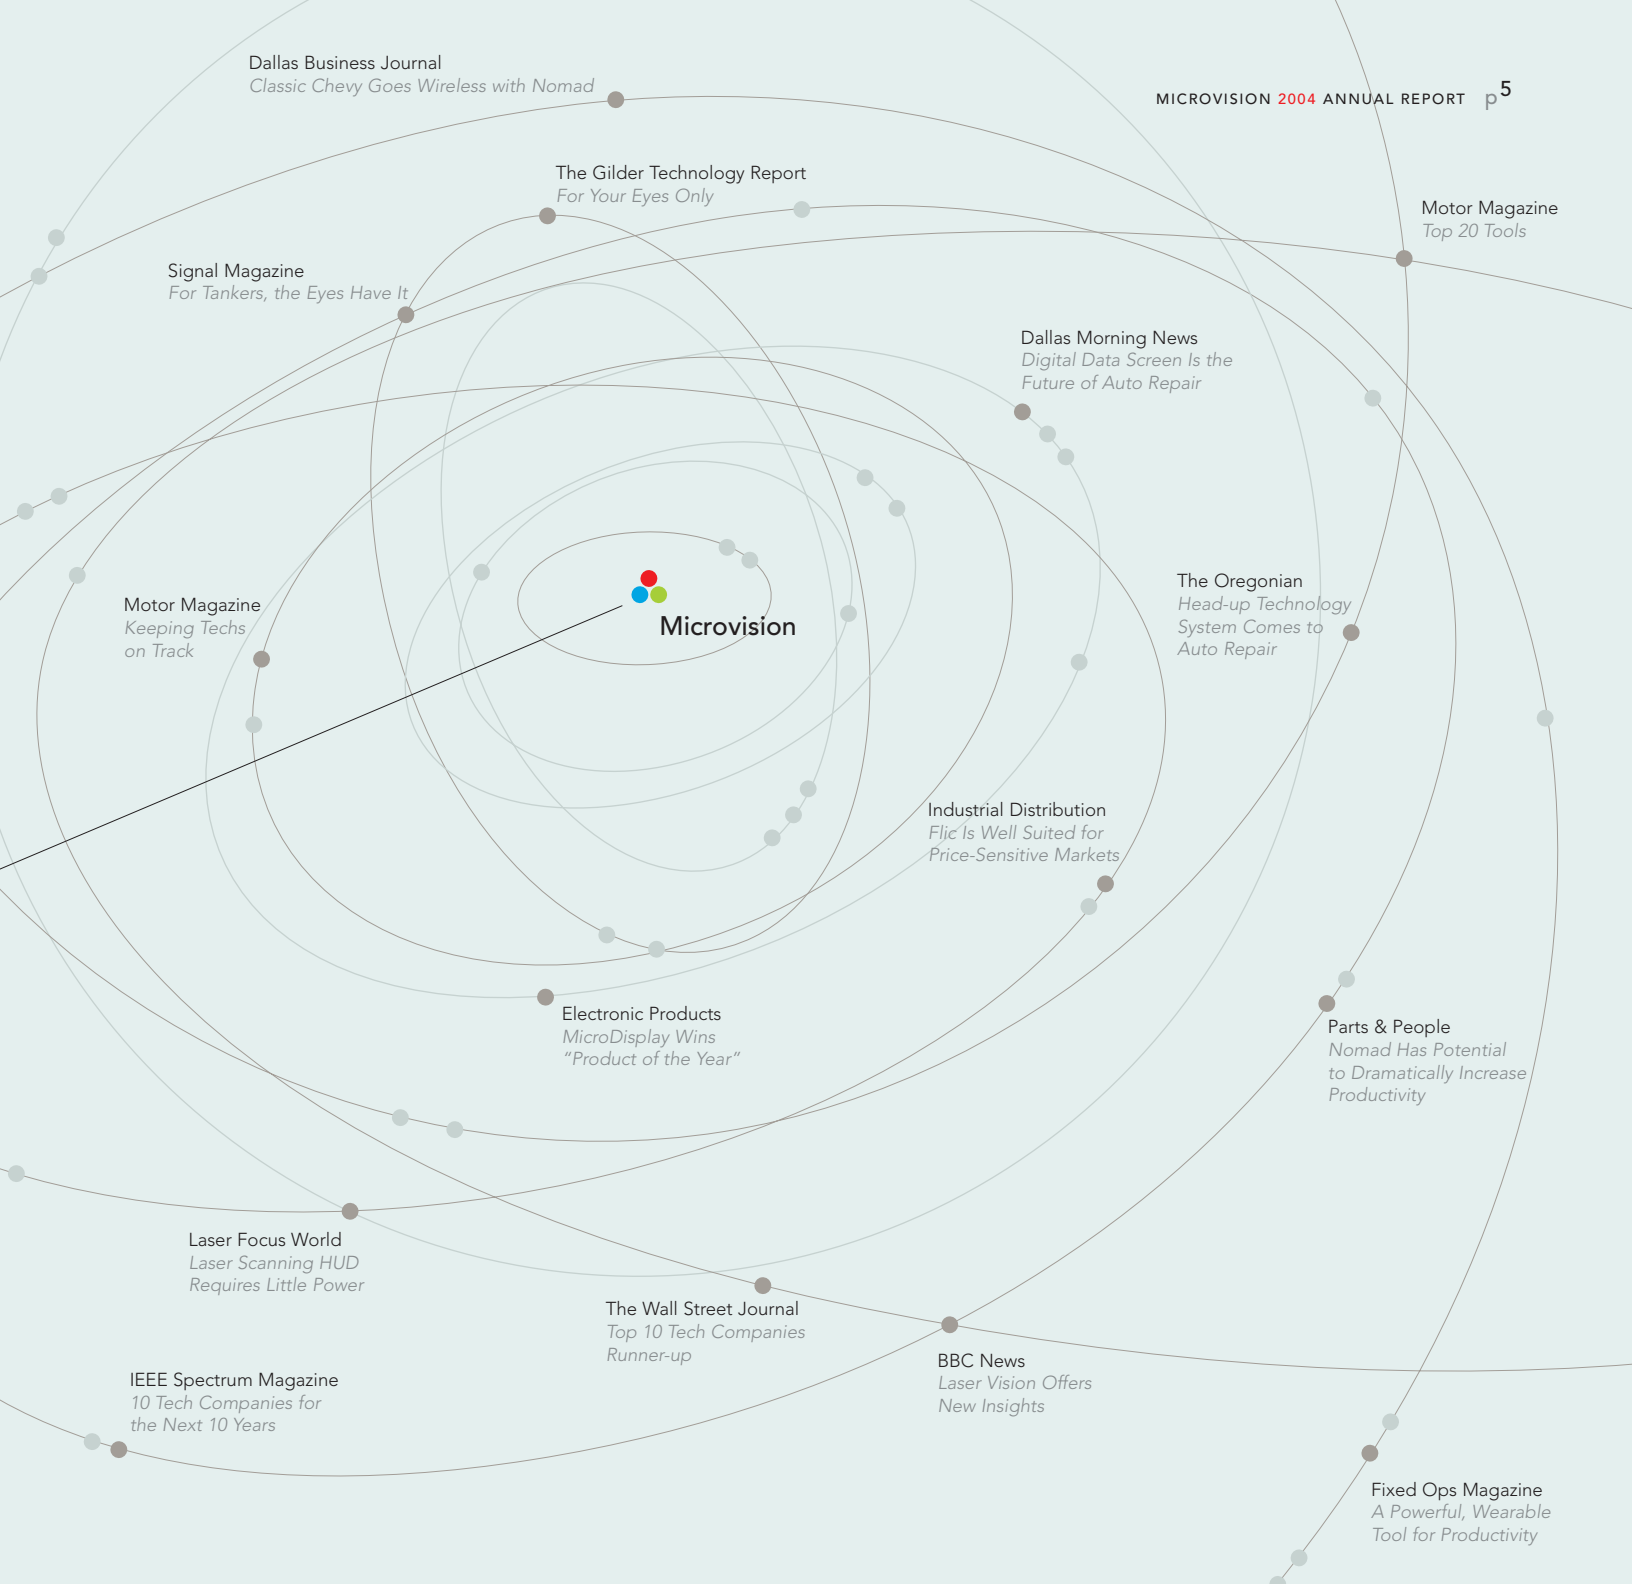 Dallas Business Journal
Classic Chevy Goes Wireless with Nomad
MICROVISION 2004 ANNUAL REPORT p5
The Gilder Technology Report
For Your Eyes Only
Motor Magazine
Top 20 Tools
Signal Magazine
For Tankers, the Eyes Have It
Dallas Morning News
Digital Data Screen Is the
Future of Auto Repair
The Oregonian
Head-up Technology
System Comes to
Auto Repair
Motor Magazine
Keeping Techs
on Track
Microvision
Industrial Distribution
Flic Is Well Suited for
Price-Sensitive Markets
Electronic Products
MicroDisplay Wins
“Product of the Year”
Parts & People
Nomad Has Potential
to Dramatically Increase
Productivity
Laser Focus World
Laser Scanning HUD
Requires Little Power
The Wall Street Journal
Top 10 Tech Companies
Runner-up
BBC News
Laser Vision Offers
New Insights
IEEE Spectrum Magazine
10 Tech Companies for
the Next 10 Years
Fixed Ops Magazine
A Powerful, Wearable
Tool for Productivity